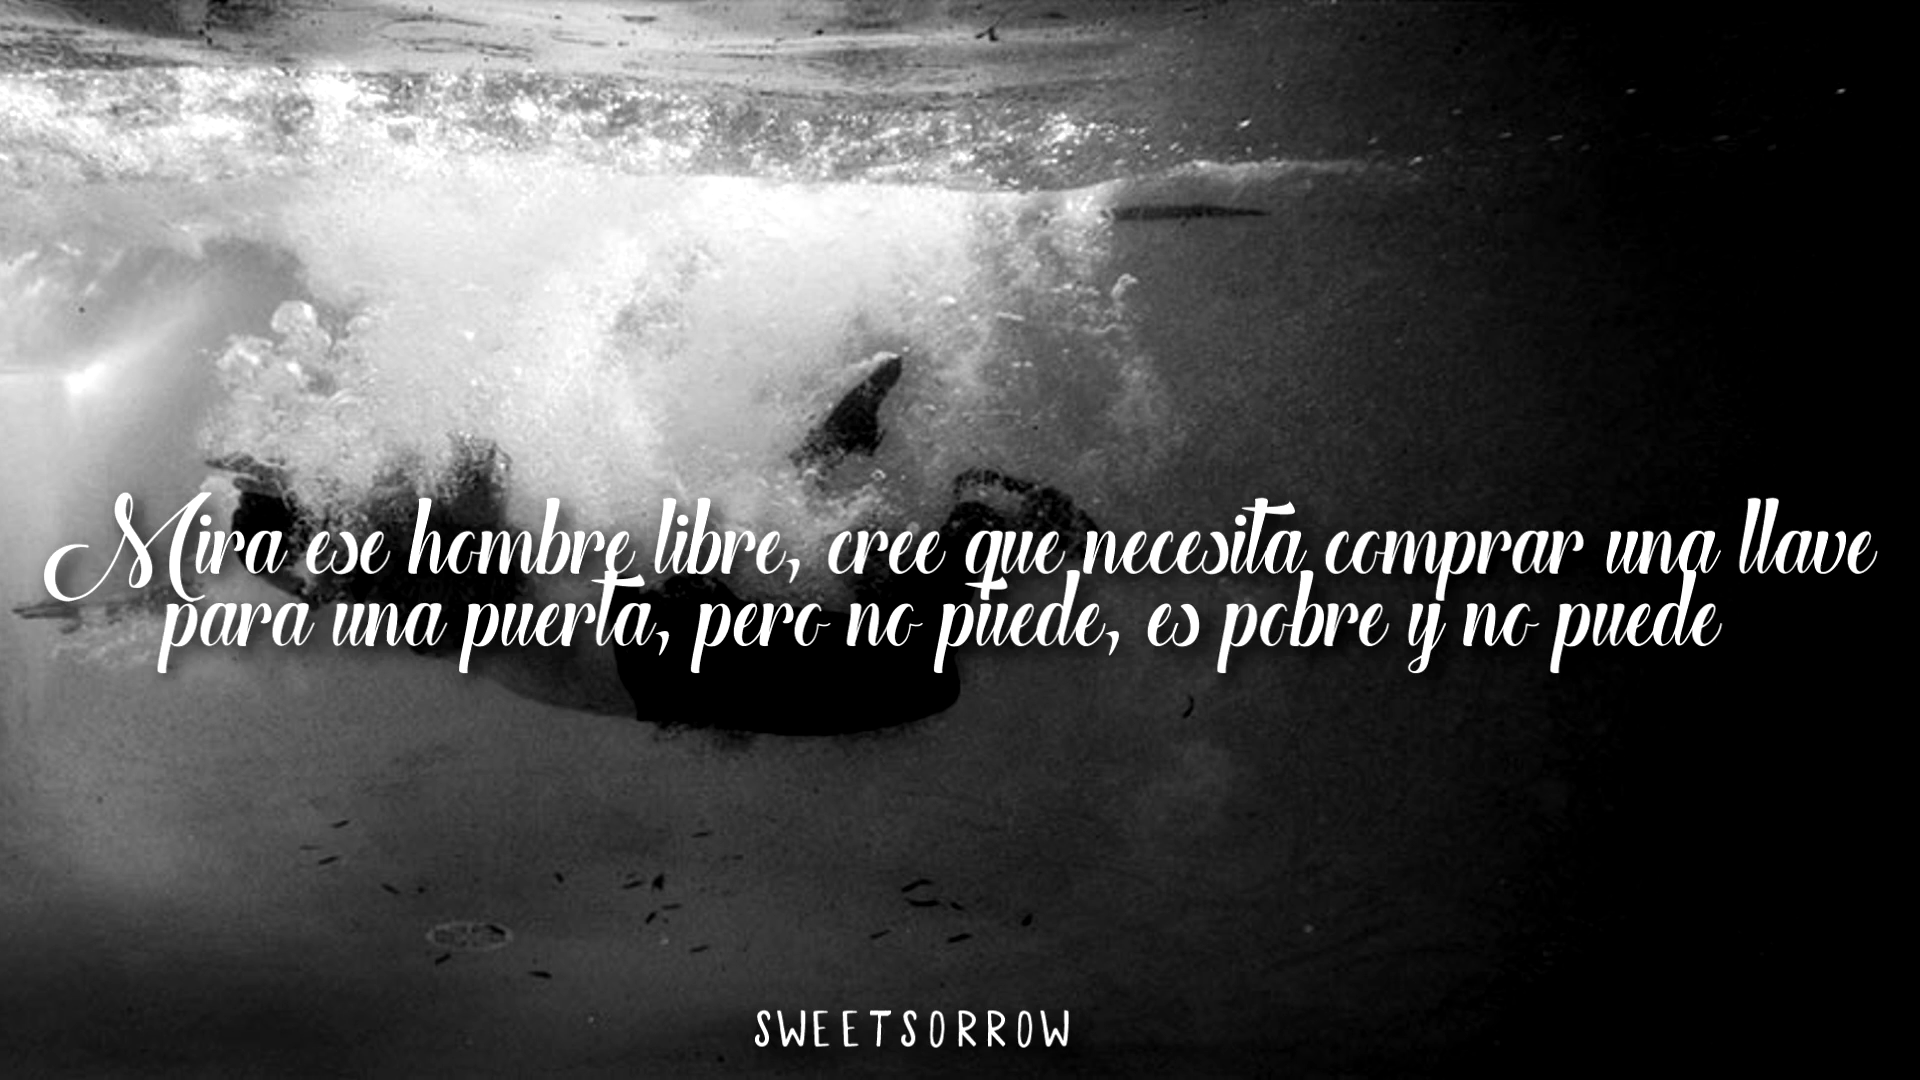 Mira ese hombre libre, cree que necesita comprar una llave
para una puerta, pero no puede, es pobre y no puede
SWEETSORROW